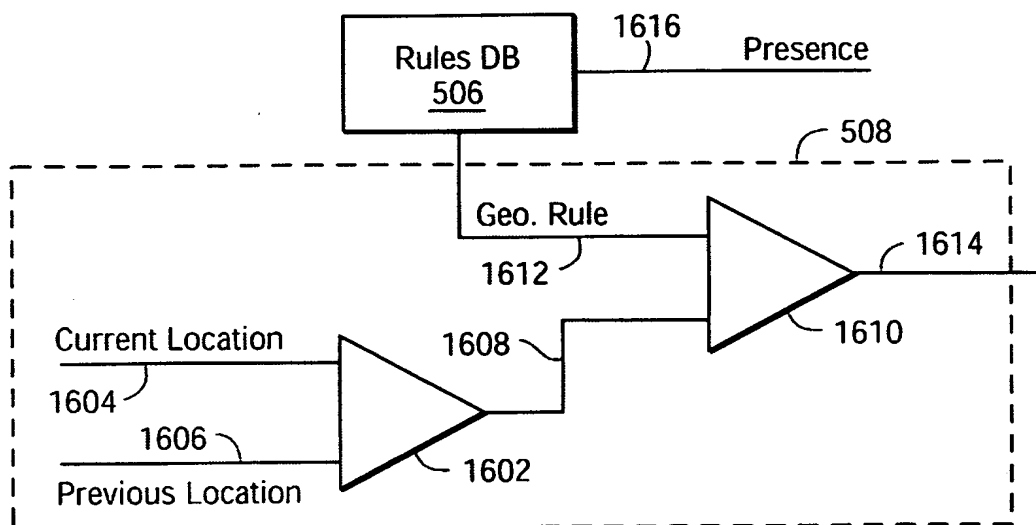 Rules DB
506
1616
Presence
508
Geo. Rule
1612
1614
1610
Current Location
1604
1608
1606
Previous Location
1602